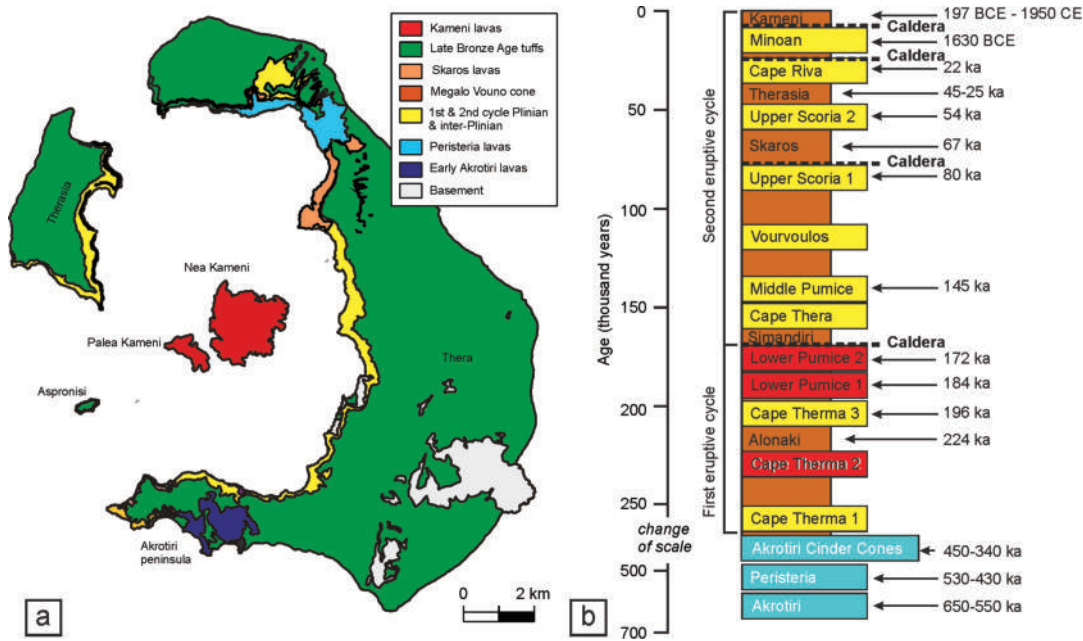 Kameni lavas
Late Bronze Age tuffs
Skaros lavas
Megalo Vouno cone
1st & 2nd cycle Plinian
& inter-Plinian
Peristeria lavas
Early Akrotiri lavas
Basement
Therasia
Nea Kameni
Palea Kameni
Aspronisi
Thera
Akrotiri
peninsula
0 2 km
a
Age (thousand years)
0
50
100
150
200
250
change
of scale
500
700
b
Second eruptive cycle
First eruptive cycle
Kameni 197 BCE - 1950 CE
Caldera
Minoan 1630 BCE
Caldera
Cape Riva 22 ka
Therasia 45-25 ka
Upper Scoria 2 54 ka
Skaros 67 ka
Caldera
Upper Scoria 1 80 ka
Vourvoulos
Middle Pumice 145 ka
Cape Thera
Simandiri
Caldera
Lower Pumice 2 172 ka
Lower Pumice 1 184 ka
Cape Therma 3 196 ka
Alonaki 224 ka
Cape Therma 2
Cape Therma 1
Akrotiri Cinder Cones 450-340 ka
Peristeria 530-430 ka
Akrotiri 650-550 ka